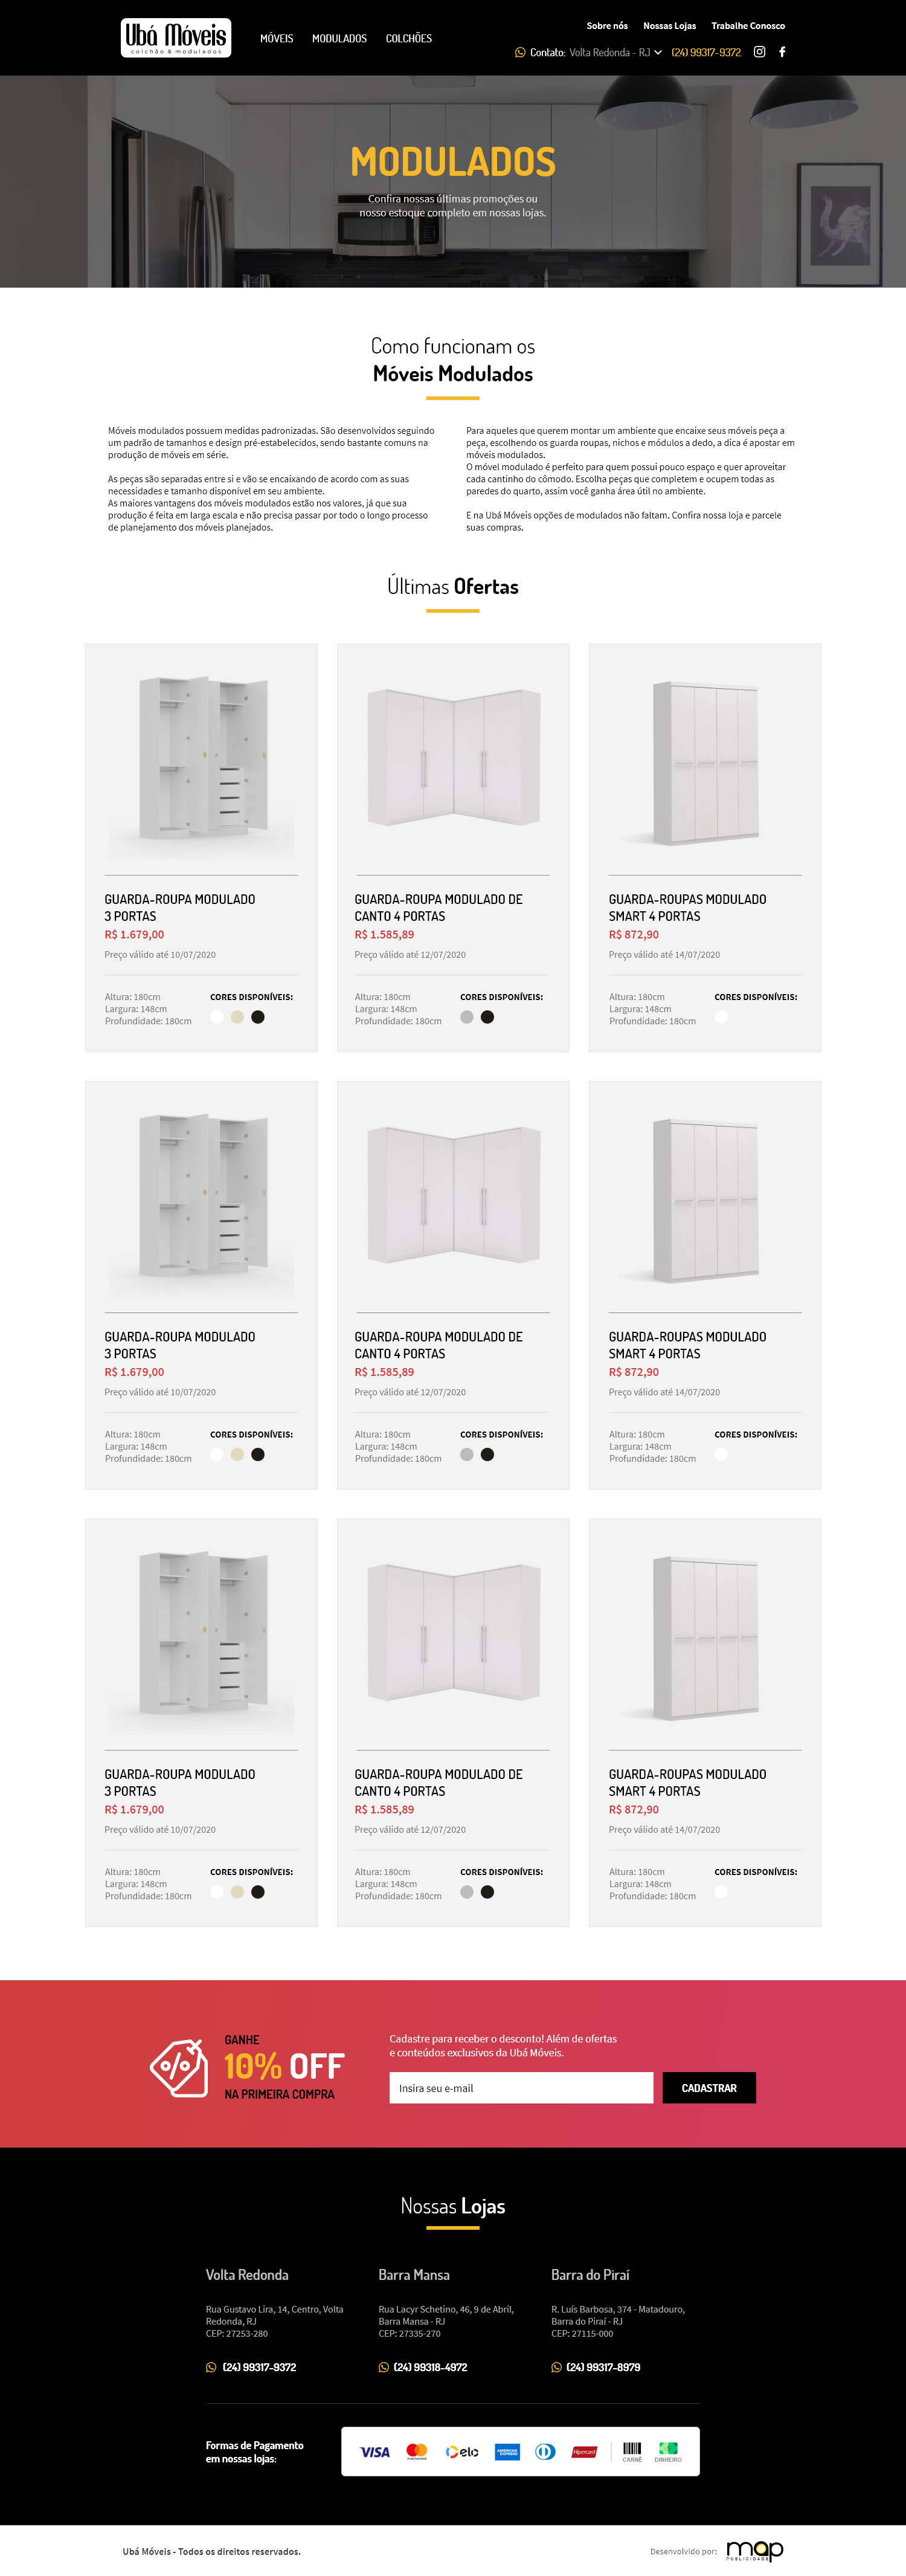 Ubá Móveis
colchão & modulados
MÓVEIS
MODULADOS
COLCHÕES
Sobre nós
Nossas Lojas
Trabalhe Conosco
Contato: Volta Redonda - RJ
(24) 99317-9372
MODULADOS
Confira nossas últimas promoções ou
nosso estoque completo em nossas lojas.
Como funcionam os
Móveis Modulados
Móveis modulados possuem medidas padronizadas. São desenvolvidos seguindo
um padrão de tamanhos e design pré-estabelecidos, sendo bastante comuns na
produção de móveis em série.
As peças são separadas entre si e vão se encaixando de acordo com as suas
necessidades e tamanho disponível em seu ambiente.
As maiores vantagens dos móveis modulados estão nos valores, já que sua
produção é feita em larga escala e não precisa passar por todo o longo processo
de planejamento dos móveis planejados.
Para aqueles que querem montar um ambiente que encaixe seus móveis peça a
peça, escolhendo os guarda roupas, nichos e módulos a dedo, a dica é apostar em
móveis modulados.
O móvel modulado é perfeito para quem possui pouco espaço e quer aproveitar
cada cantinho do cômodo. Escolha peças que completem e ocupem todas as
paredes do quarto, assim você ganha área útil no ambiente.
E na Ubá Móveis opções de modulados não faltam. Confira nossa loja e parcele
suas compras.
Últimas Ofertas
GUARDA-ROUPA MODULADO
3 PORTAS
R$ 1.679,00
Preço válido até 10/07/2020
Altura: 180cm
Largura: 148cm
Profundidade: 180cm
CORES DISPONÍVEIS:
GUARDA-ROUPA MODULADO DE
CANTO 4 PORTAS
R$ 1.585,89
Preço válido até 12/07/2020
Altura: 180cm
Largura: 148cm
Profundidade: 180cm
CORES DISPONÍVEIS:
GUARDA-ROUPAS MODULADO
SMART 4 PORTAS
R$ 872,90
Preço válido até 14/07/2020
Altura: 180cm
Largura: 148cm
Profundidade: 180cm
CORES DISPONÍVEIS:
GUARDA-ROUPA MODULADO
3 PORTAS
R$ 1.679,00
Preço válido até 10/07/2020
Altura: 180cm
Largura: 148cm
Profundidade: 180cm
CORES DISPONÍVEIS:
GUARDA-ROUPA MODULADO DE
CANTO 4 PORTAS
R$ 1.585,89
Preço válido até 12/07/2020
Altura: 180cm
Largura: 148cm
Profundidade: 180cm
CORES DISPONÍVEIS:
GUARDA-ROUPAS MODULADO
SMART 4 PORTAS
R$ 872,90
Preço válido até 14/07/2020
Altura: 180cm
Largura: 148cm
Profundidade: 180cm
CORES DISPONÍVEIS:
GUARDA-ROUPA MODULADO
3 PORTAS
R$ 1.679,00
Preço válido até 10/07/2020
Altura: 180cm
Largura: 148cm
Profundidade: 180cm
CORES DISPONÍVEIS:
GUARDA-ROUPA MODULADO DE
CANTO 4 PORTAS
R$ 1.585,89
Preço válido até 12/07/2020
Altura: 180cm
Largura: 148cm
Profundidade: 180cm
CORES DISPONÍVEIS:
GUARDA-ROUPAS MODULADO
SMART 4 PORTAS
R$ 872,90
Preço válido até 14/07/2020
Altura: 180cm
Largura: 148cm
Profundidade: 180cm
CORES DISPONÍVEIS:
GANHE
10% OFF
NA PRIMEIRA COMPRA
Cadastre para receber o desconto! Além de ofertas
e conteúdos exclusivos da Ubá Móveis.
Insira seu e-mail
CADASTRAR
Nossas Lojas
Volta Redonda
Rua Gustavo Lira, 14, Centro, Volta
Redonda, RJ
CEP: 27253-280
(24) 99317-9372
Barra Mansa
Rua Lacyr Schetino, 46, 9 de Abril,
Barra Mansa - RJ
CEP: 27335-270
(24) 99318-4972
Barra do Piraí
R. Luís Barbosa, 374 - Matadouro,
Barra do Piraí - RJ
CEP: 27115-000
(24) 99317-8979
Formas de Pagamento
em nossas lojas:
VISA
mastercard
elo
AMERICAN
EXPRESS
Hipercard
CARNÊ
DINHEIRO
Ubá Móveis - Todos os direitos reservados.
Desenvolvido por:
map
PUBLICIDADE